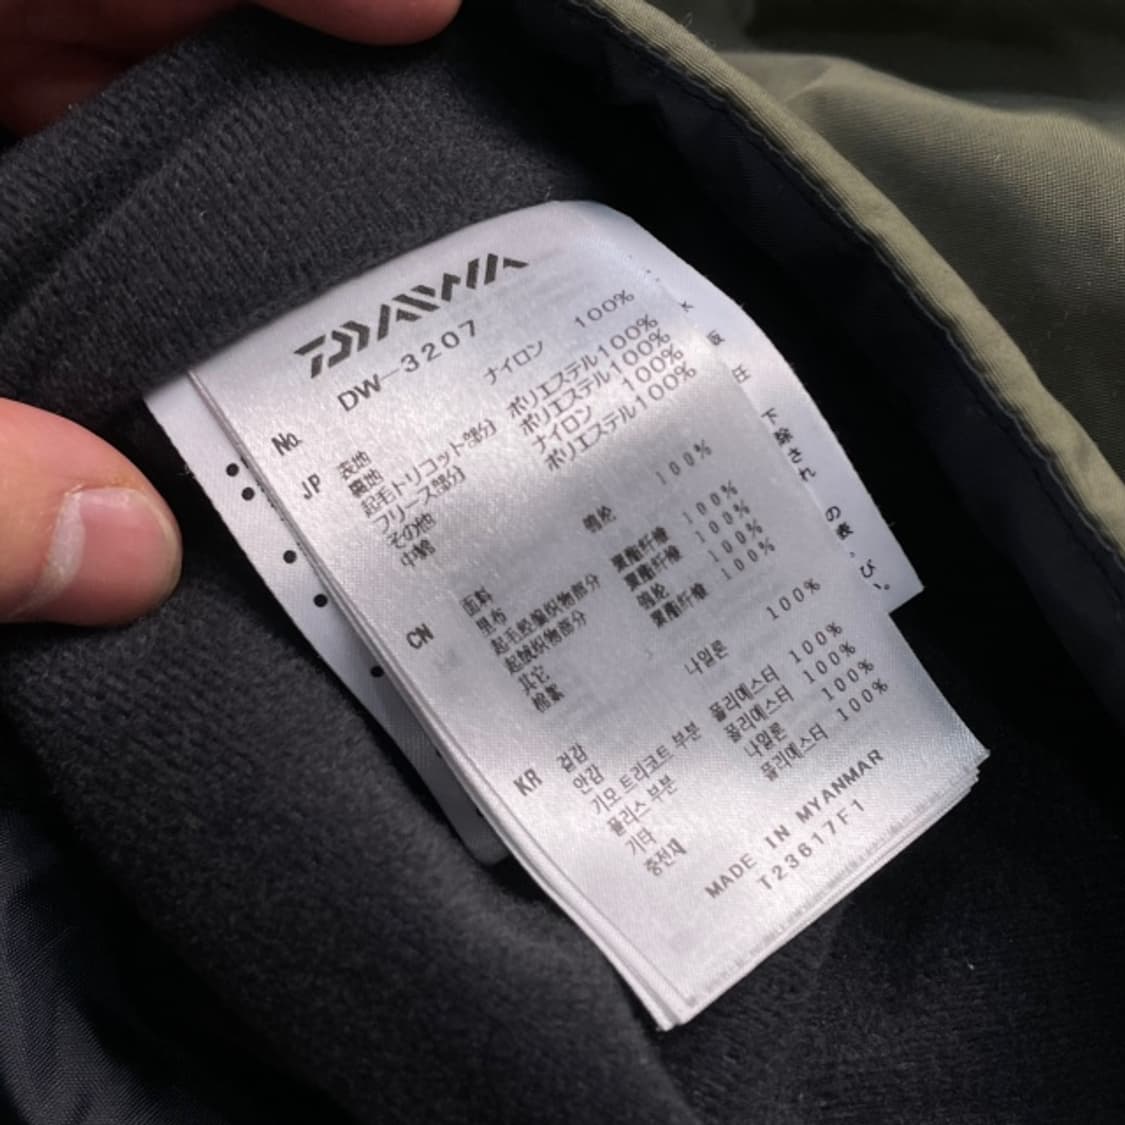 DAIWA
No. DW-3207
JP 表地 ナイロン 100%
裏地
起毛トリコット部分 ポリエステル100%
フリース部分 ポリエステル100%
その他 ナイロン 100%
中綿 ポリエステル100%
CN 面料 锦纶 100%
里布
起毛经编织物部分 聚酯纤维 100%
起绒织物部分 聚酯纤维 100%
其它 锦纶 100%
棉絮 聚酯纤维 100%
KR 겉감 나일론 100%
안감
기모 트리코트 부분 폴리에스터 100%
플리스 부분 폴리에스터 100%
기타 나일론 100%
충전재 폴리에스터 100%
MADE IN MYANMAR
T23617F1
下
除
され
の
表
び